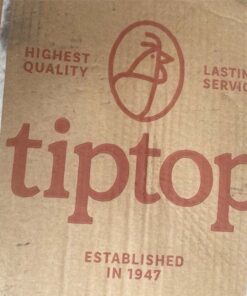 HIGHEST
QUALITY
LASTIN
SERVIC
tiptop
ESTABLISHED
IN 1947